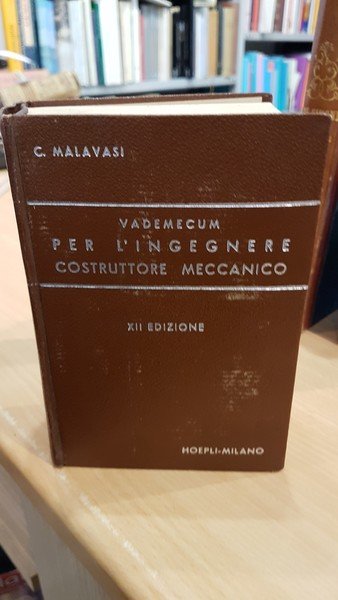 C. MALAVASI
VADEMECUM
PER L'INGEGNERE
COSTRUTTORE MECCANICO
XII EDIZIONE
HOEPLI-MILANO